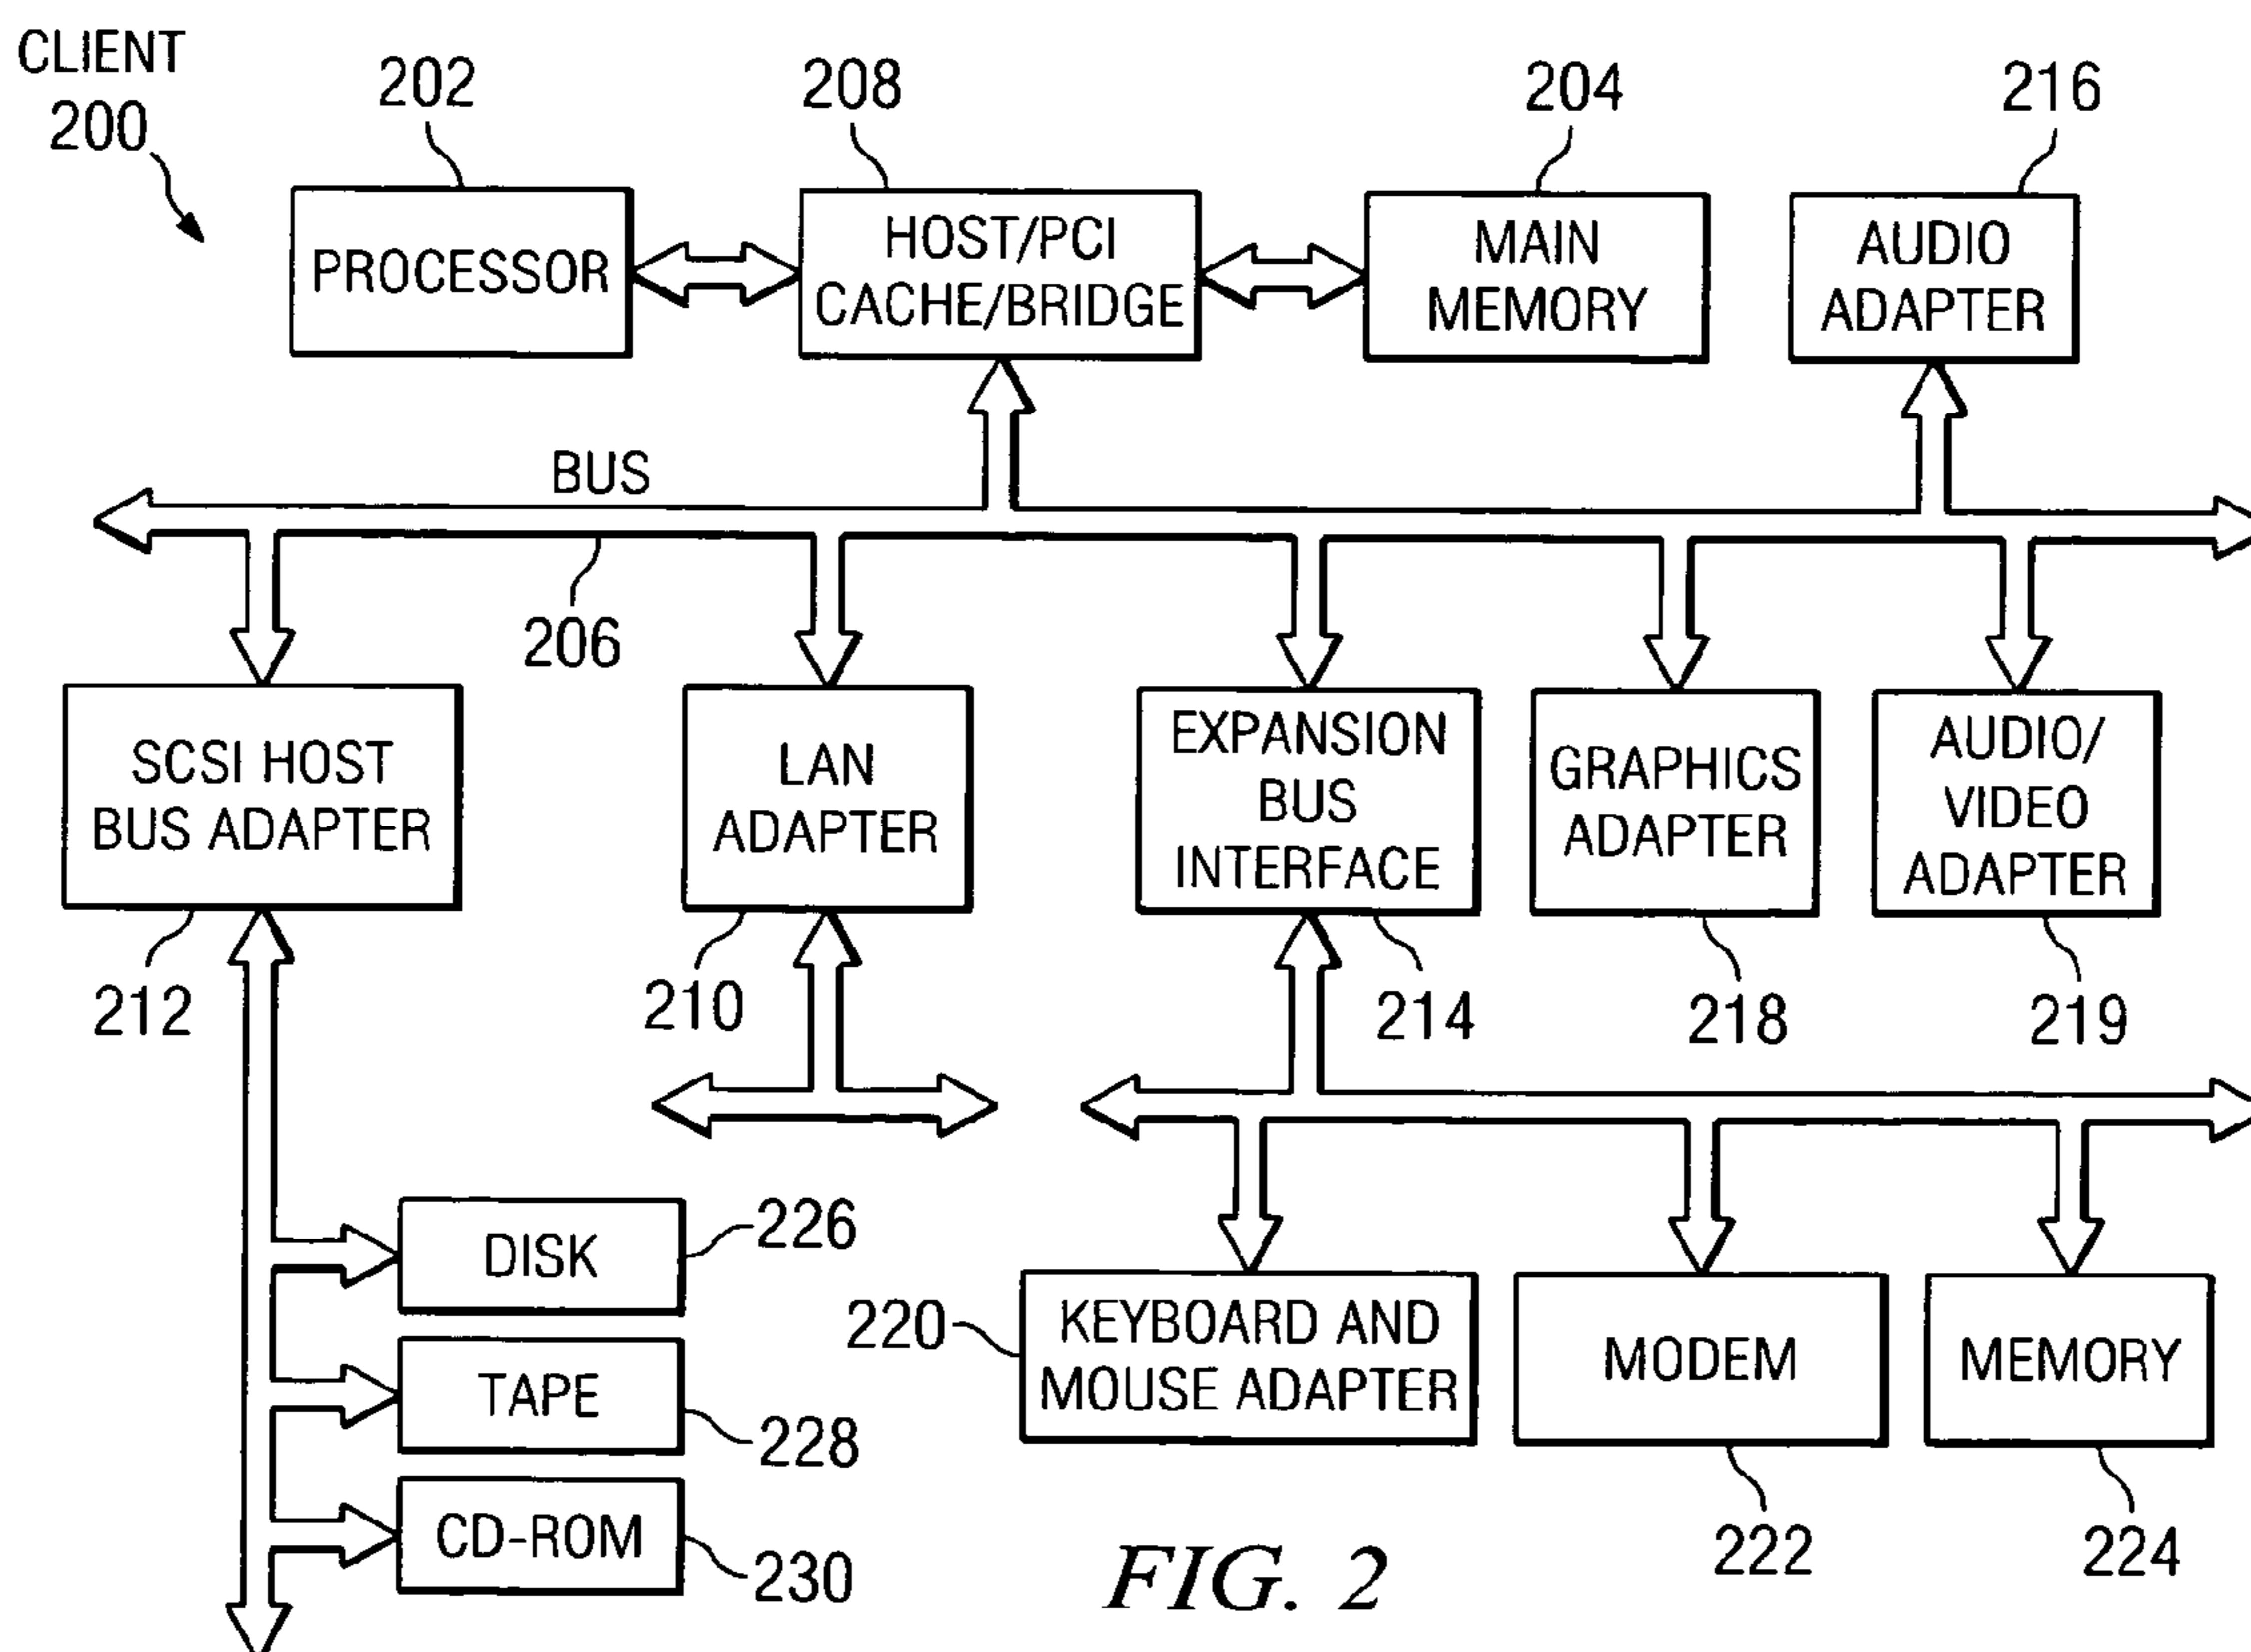 CLIENT
200
202
208
204
216
PROCESSOR
HOST/PCI
CACHE/BRIDGE
MAIN
MEMORY
AUDIO
ADAPTER
BUS
206
SCSI HOST
BUS ADAPTER
LAN
ADAPTER
EXPANSION
BUS
INTERFACE
GRAPHICS
ADAPTER
AUDIO/
VIDEO
ADAPTER
212
210
214
218
219
DISK
226
TAPE
228
CD-ROM
230
220
KEYBOARD AND
MOUSE ADAPTER
MODEM
MEMORY
222
224
FIG. 2